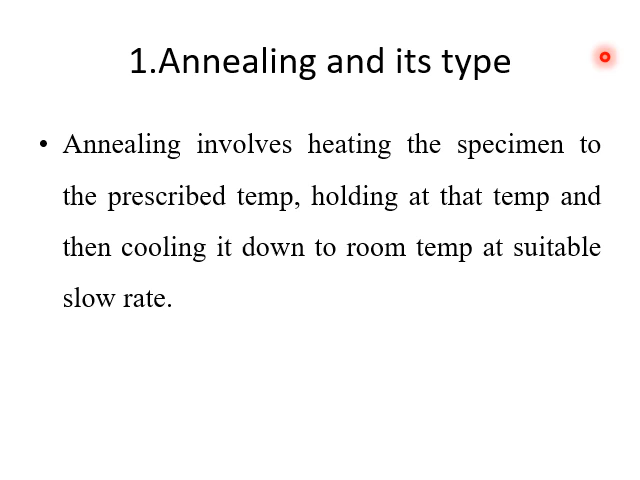 1.Annealing and its type
• Annealing involves heating the specimen to
the prescribed temp, holding at that temp and
then cooling it down to room temp at suitable
slow rate.